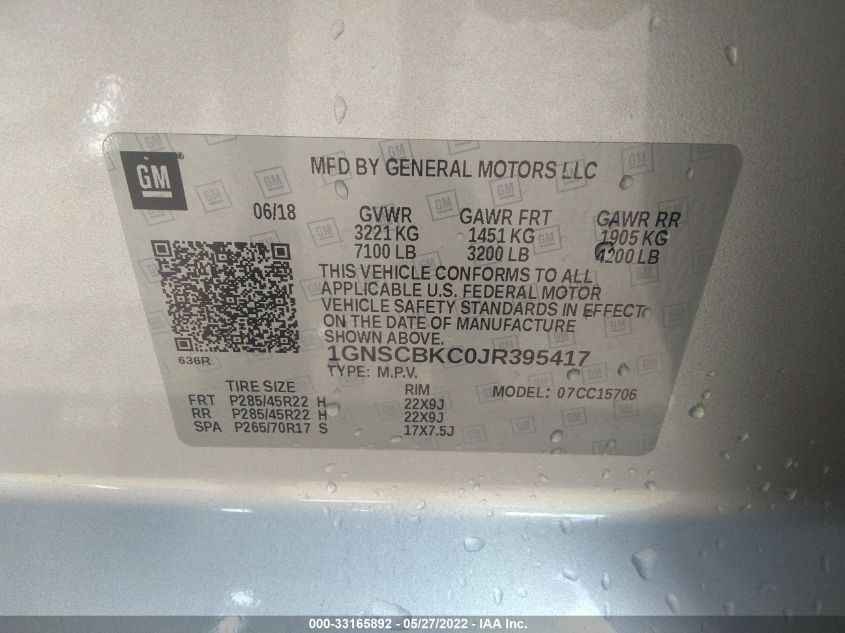 GM
MFD BY GENERAL MOTORS LLC
06/18 GVWR GAWR FRT GAWR RR
3221 KG 1451 KG 1905 KG
7100 LB 3200 LB 4200 LB
THIS VEHICLE CONFORMS TO ALL
APPLICABLE U.S. FEDERAL MOTOR
VEHICLE SAFETY STANDARDS IN EFFECT
ON THE DATE OF MANUFACTURE
SHOWN ABOVE.
636R
1GNSCBKC0JR395417
TYPE: M.P.V.
TIRE SIZE RIM MODEL: 07CC15706
FRT P285/45R22 H 22X9J
RR P285/45R22 H 22X9J
SPA P265/70R17 S 17X7.5J
000-33165892 - 05/27/2022 - IAA Inc.